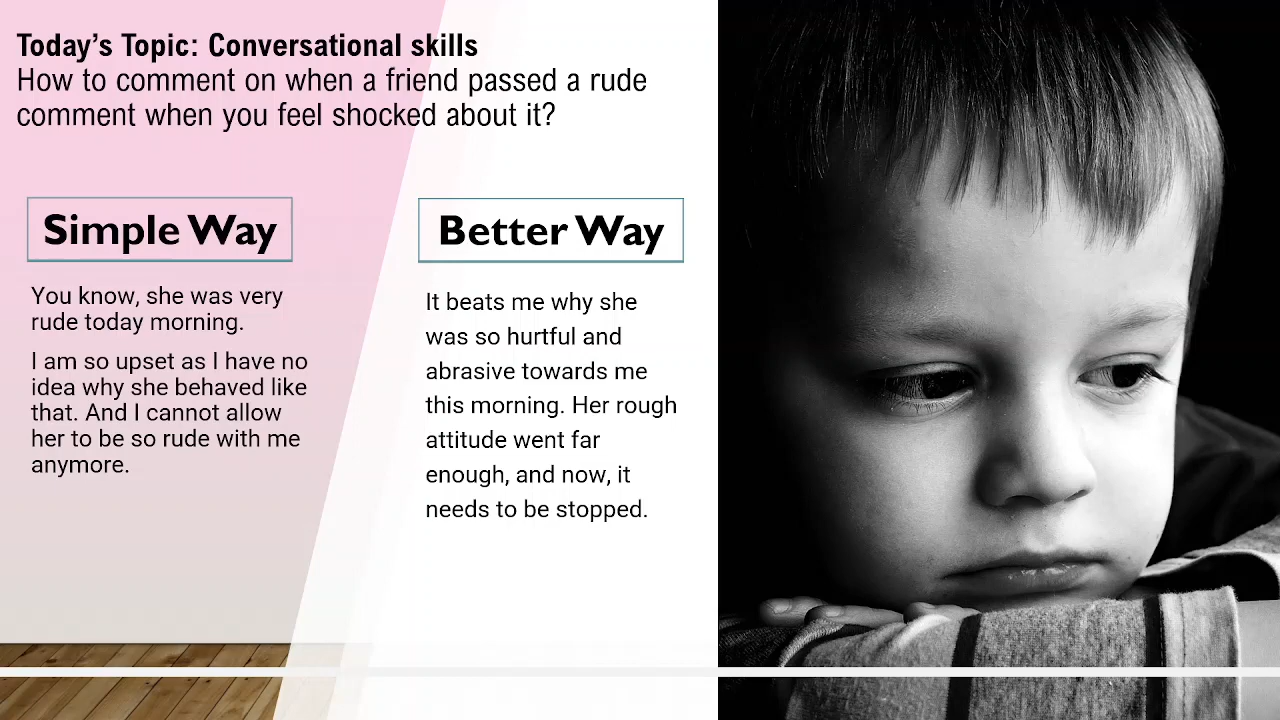 Today's Topic: Conversational skills
How to comment on when a friend passed a rude
comment when you feel shocked about it?
Simple Way
You know, she was very
rude today morning.
I am so upset as I have no
idea why she behaved like
that. And I cannot allow
her to be so rude with me
anymore.
Better Way
It beats me why she
was so hurtful and
abrasive towards me
this morning. Her rough
attitude went far
enough, and now, it
needs to be stopped.